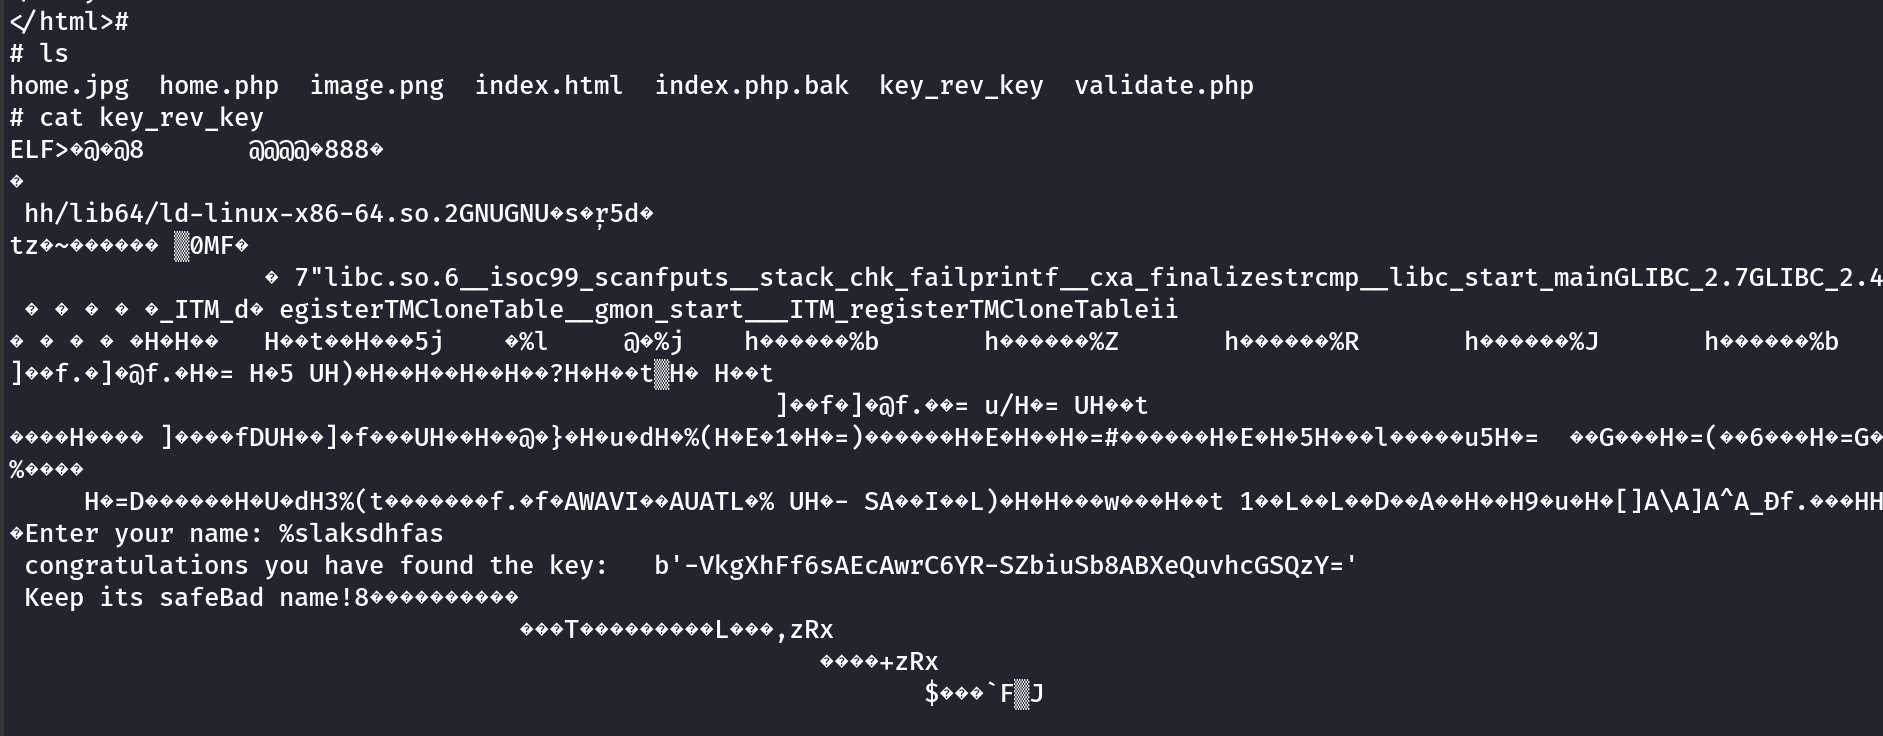 </html>#
# ls
home.jpg  home.php  image.png  index.html  index.php.bak  key_rev_key  validate.php
# cat key_rev_key
ELF>�@�@8       @@@@�888�
�
 hh/lib64/ld-linux-x86-64.so.2GNUGNU�s�ŗ5d�
tz�~������ ▒0MF�
                 � 7"libc.so.6__isoc99_scanfputs__stack_chk_failprintf__cxa_finalizestrcmp__libc_start_mainGLIBC_2.7GLIBC_2.4
 � � � � �_ITM_d� egisterTMCloneTable__gmon_start___ITM_registerTMCloneTableii
� � � � �H�H��   H��t��H���5j    �%l     @�%j    h������%b       h������%Z       h������%R       h������%J       h������%b
]��f.�]�@f.�H�= H�5 UH)�H��H��H��H��?H�H��t▒H� H��t
                                                   ]��f�]�@f.��= u/H�= UH��t
����H���� ]����fDUH��]�f���UH��H��@�}�H�u�dH�%(H�E�1�H�=)������H�E�H��H�=#������H�E�H�5H���l�����u5H�=  ��G���H�=(��6���H�=G�
%����
     H�=D������H�U�dH3%(t�������f.�f�AWAVI��AUATL�% UH�- SA��I��L)�H�H���w���H��t 1��L��L��D��A��H��H9�u�H�[]A\A]A^A_Ðf.���HH
�Enter your name: %slaksdhfas
 congratulations you have found the key:   b'-VkgXhFf6sAEcAwrC6YR-SZbiuSb8ABXeQuvhcGSQzY='
 Keep its safeBad name!8����������
                                  ���T���������L���,zRx
                                                      ����+zRx
                                                             $���`F▒J